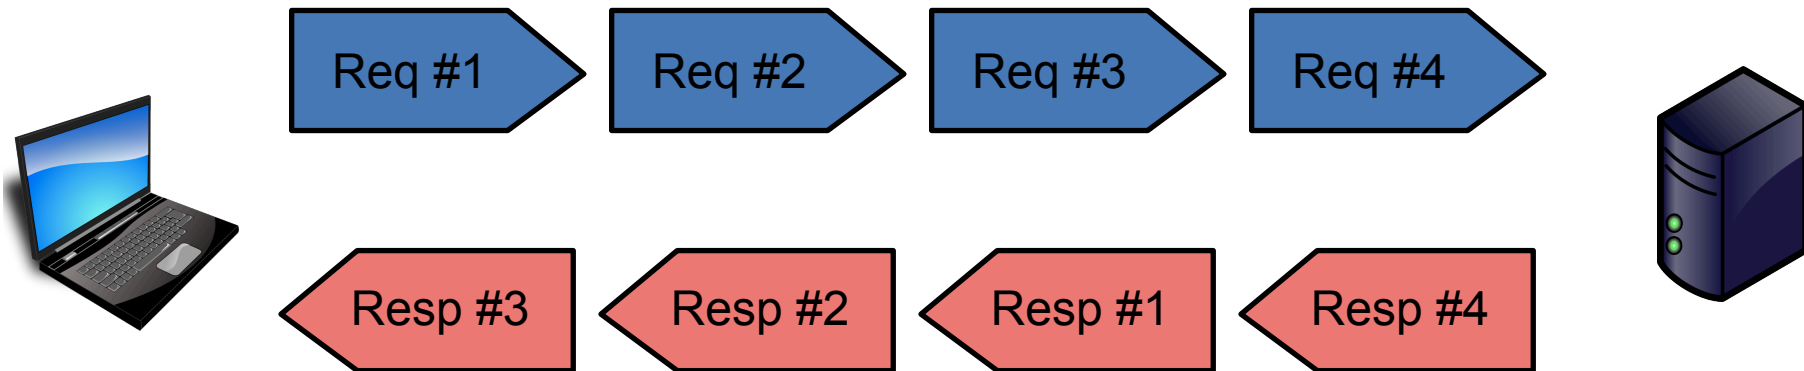 Req #1
Req #2
Req #3
Req #4
Resp #3
Resp #2
Resp #1
Resp #4